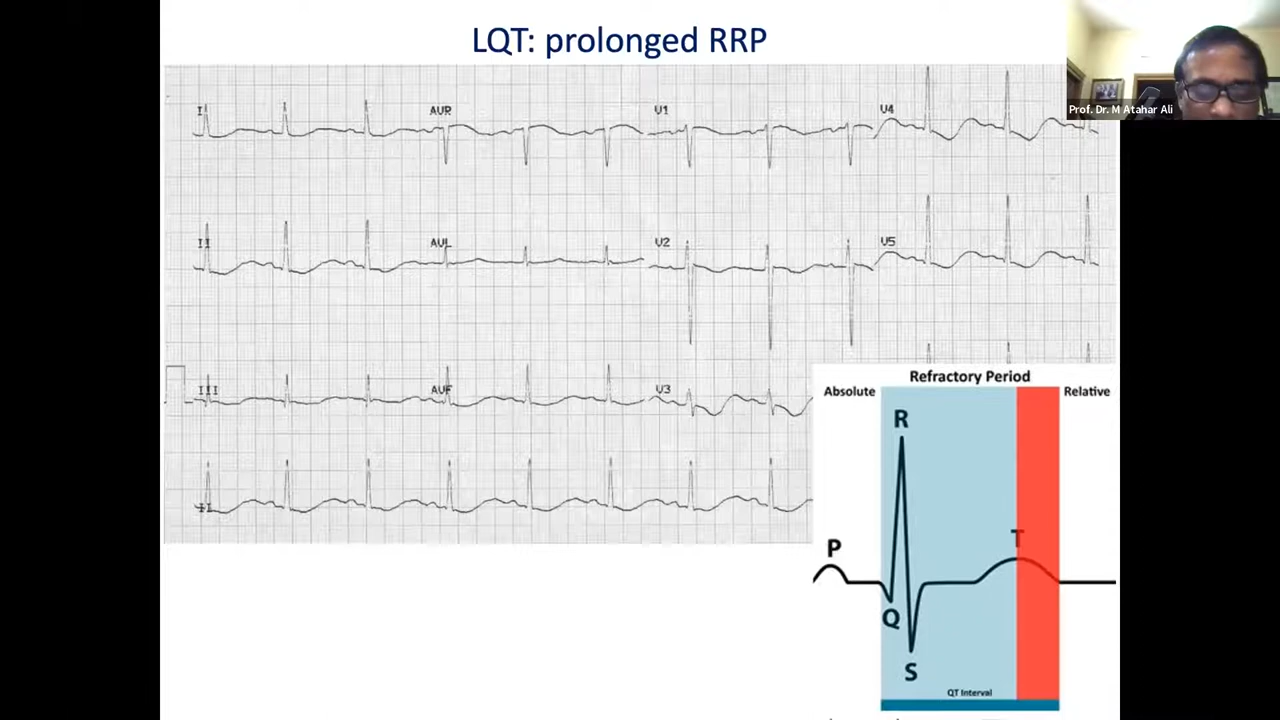 LQT: prolonged RRP
Prof. Dr. M Atahar Ali
I
AVR
V1
V4
II
AVL
V2
V5
III
AVF
V3
II
Refractory Period
Absolute
Relative
R
P
T
Q
S
QT Interval